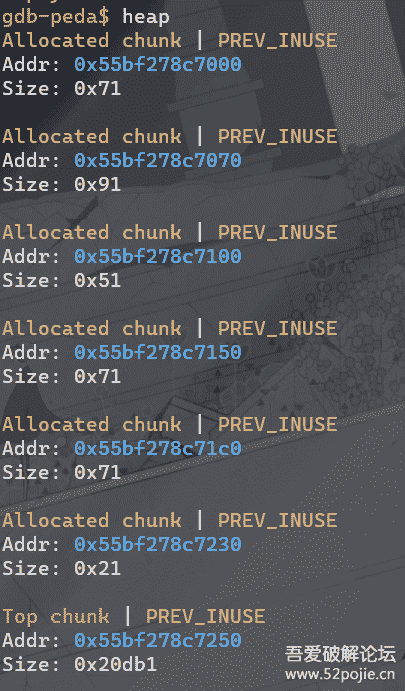 gdb-peda$ heap
Allocated chunk | PREV_INUSE
Addr: 0x55bf278c7000
Size: 0x71
Allocated chunk | PREV_INUSE
Addr: 0x55bf278c7070
Size: 0x91
Allocated chunk | PREV_INUSE
Addr: 0x55bf278c7100
Size: 0x51
Allocated chunk | PREV_INUSE
Addr: 0x55bf278c7150
Size: 0x71
Allocated chunk | PREV_INUSE
Addr: 0x55bf278c71c0
Size: 0x71
Allocated chunk | PREV_INUSE
Addr: 0x55bf278c7230
Size: 0x21
Top chunk | PREV_INUSE
Addr: 0x55bf278c7250
Size: 0x20db1
吾爱破解论坛
www.52pojie.cn